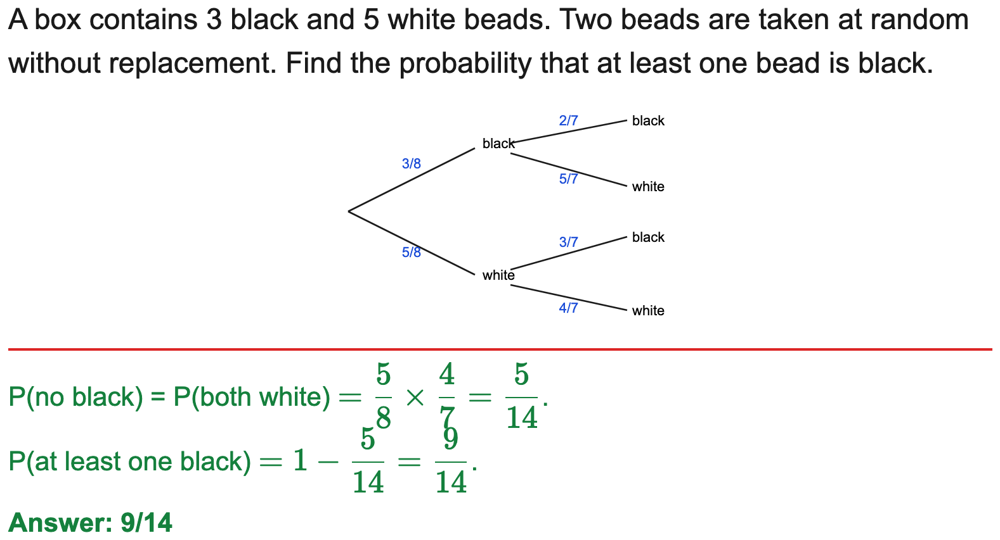 A box contains 3 black and 5 white beads. Two beads are taken at random
without replacement. Find the probability that at least one bead is black.
2/7 black
black
3/8
5/7
white
black
3/7
5/8
white
4/7 white
P(no black) = P(both white) = 5/8 × 4/7 = 5/14.
P(at least one black) = 1 − 5/14 = 9/14.
Answer: 9/14